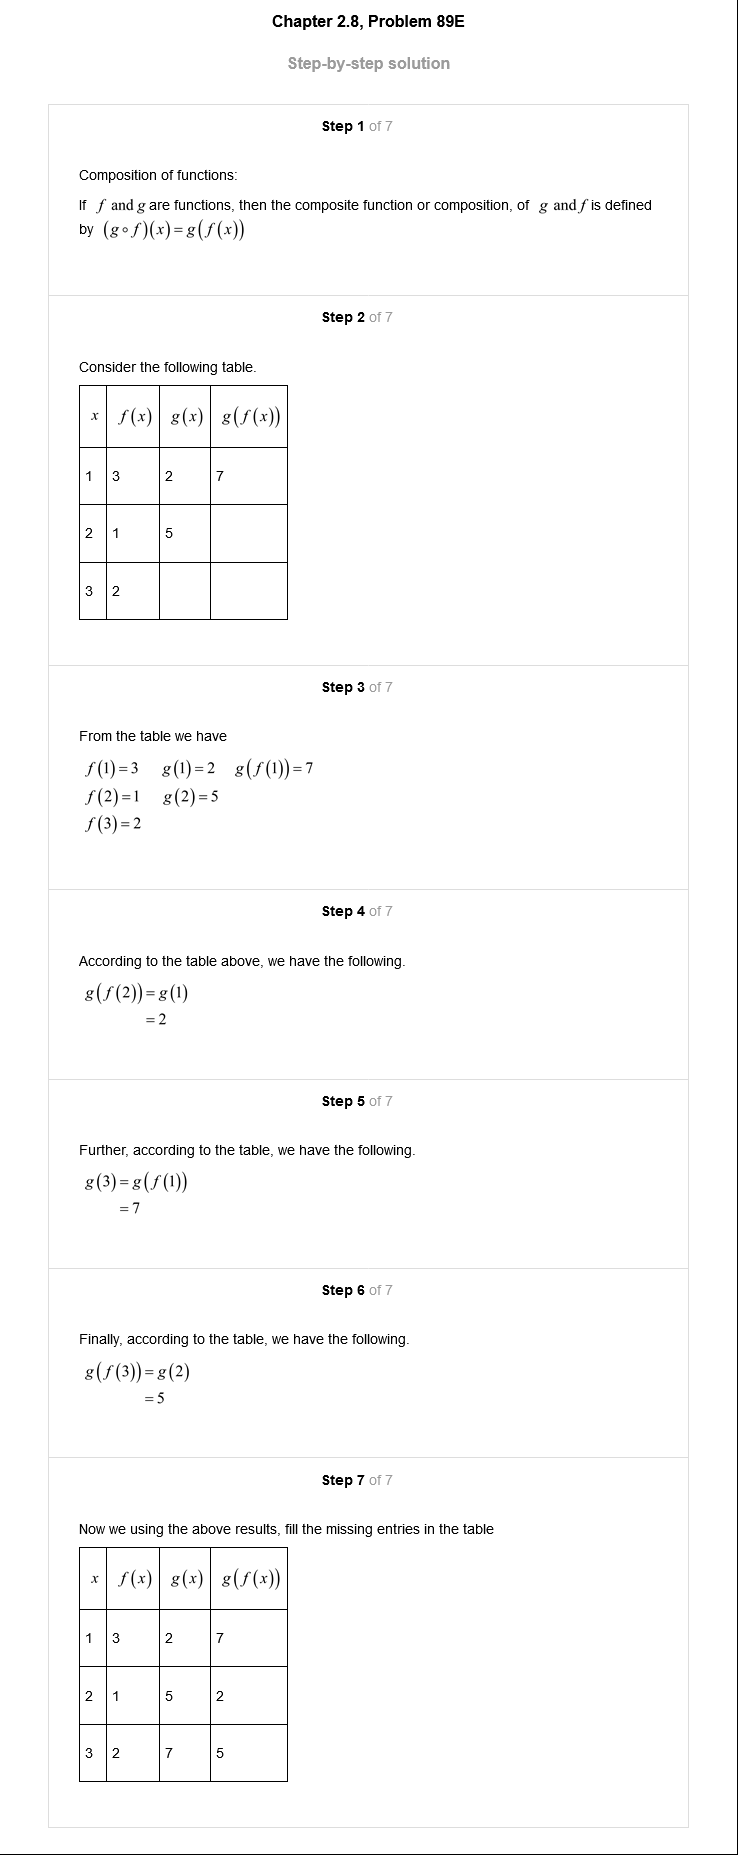 Chapter 2.8, Problem 89E
Step-by-step solution
Step 1 of 7
Composition of functions:
If f and g are functions, then the composite function or composition, of g and f is defined
by (g∘f)(x)=g(f(x))
Step 2 of 7
Consider the following table.
x f(x) g(x) g(f(x))
1 3 2 7
2 1 5
3 2
Step 3 of 7
From the table we have
f(1)=3 g(1)=2 g(f(1))=7
f(2)=1 g(2)=5
f(3)=2
Step 4 of 7
According to the table above, we have the following.
g(f(2))=g(1)
=2
Step 5 of 7
Further, according to the table, we have the following.
g(3)=g(f(1))
=7
Step 6 of 7
Finally, according to the table, we have the following.
g(f(3))=g(2)
=5
Step 7 of 7
Now we using the above results, fill the missing entries in the table
x f(x) g(x) g(f(x))
1 3 2 7
2 1 5 2
3 2 7 5